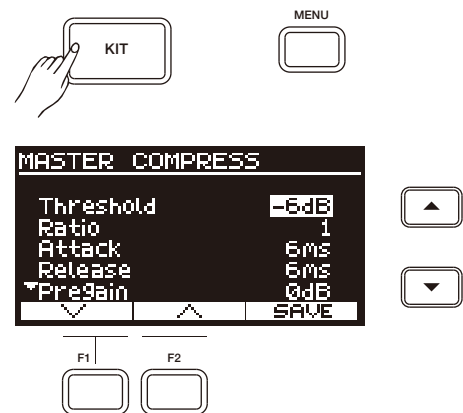 KIT
MENU
MASTER COMPRESS
Threshold -6dB
Ratio 1
Attack 6ms
Release 6ms
Pregain 0dB
SAVE
F1 F2